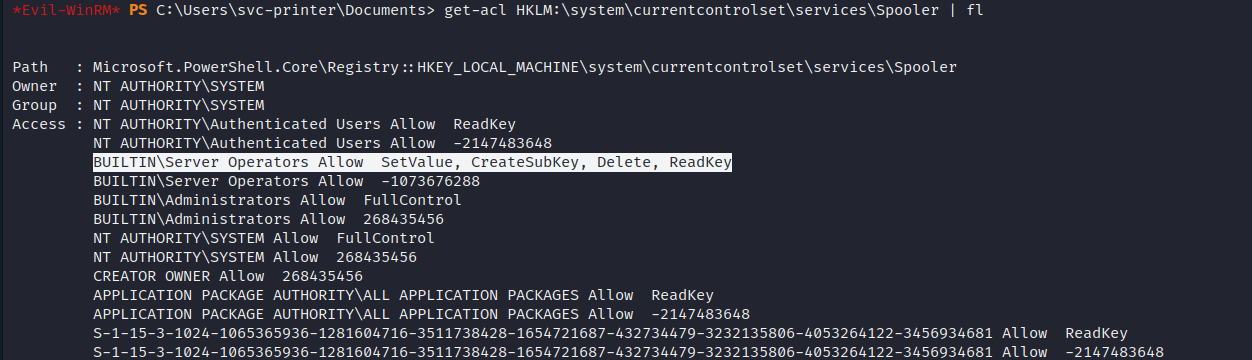 *Evil-WinRM* PS C:\Users\svc-printer\Documents> get-acl HKLM:\system\currentcontrolset\services\Spooler | fl
Path   : Microsoft.PowerShell.Core\Registry::HKEY_LOCAL_MACHINE\system\currentcontrolset\services\Spooler
Owner  : NT AUTHORITY\SYSTEM
Group  : NT AUTHORITY\SYSTEM
Access : NT AUTHORITY\Authenticated Users Allow  ReadKey
NT AUTHORITY\Authenticated Users Allow  -2147483648
BUILTIN\Server Operators Allow  SetValue, CreateSubKey, Delete, ReadKey
BUILTIN\Server Operators Allow  -1073676288
BUILTIN\Administrators Allow  FullControl
BUILTIN\Administrators Allow  268435456
NT AUTHORITY\SYSTEM Allow  FullControl
NT AUTHORITY\SYSTEM Allow  268435456
CREATOR OWNER Allow  268435456
APPLICATION PACKAGE AUTHORITY\ALL APPLICATION PACKAGES Allow  ReadKey
APPLICATION PACKAGE AUTHORITY\ALL APPLICATION PACKAGES Allow  -2147483648
S-1-15-3-1024-1065365936-1281604716-3511738428-1654721687-432734479-3232135806-4053264122-3456934681 Allow  ReadKey
S-1-15-3-1024-1065365936-1281604716-3511738428-1654721687-432734479-3232135806-4053264122-3456934681 Allow  -2147483648